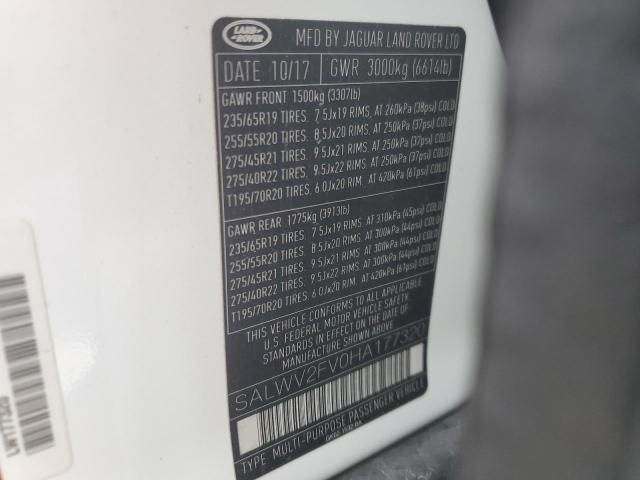 LAND-ROVER
MFD BY JAGUAR LAND ROVER LTD
DATE 10/17 GWR 3000kg (6614lb)
GAWR FRONT 1500kg (3307lb)
235/65R19 TIRES. 7.5Jx19 RIMS, AT 260kPa (38psi) COLD
255/55R20 TIRES. 8.5Jx20 RIMS, AT 250kPa (37psi) COLD
275/45R21 TIRES. 9.5Jx21 RIMS, AT 250kPa (37psi) COLD
275/40R22 TIRES. 9.5Jx22 RIMS, AT 250kPa (37psi) COLD
T195/70R20 TIRES. 6.0Jx20 RIM. AT 420kPa (61psi) COLD
GAWR REAR 1775kg (3913lb)
235/65R19 TIRES. 7.5Jx19 RIMS, AT 310kPa (45psi) COLD
255/55R20 TIRES. 8.5Jx20 RIMS, AT 300kPa (44psi) COLD
275/45R21 TIRES. 9.5Jx21 RIMS, AT 300kPa (44psi) COLD
275/40R22 TIRES. 9.5Jx22 RIMS, AT 300kPa (44psi) COLD
T195/70R20 TIRES. 6.0Jx20 RIM, AT 420kPa (61psi) COLD
THIS VEHICLE CONFORMS TO ALL APPLICABLE
U.S. FEDERAL MOTOR VEHICLE SAFETY,
BUMPER, AND THEFT PREVENTION
STANDARDS IN EFFECT ON THE DATE OF
MANUFACTURE SHOWN ABOVE.
SALWV2FV0HA177320
TYPE: MULTI-PURPOSE PASSENGER VEHICLE